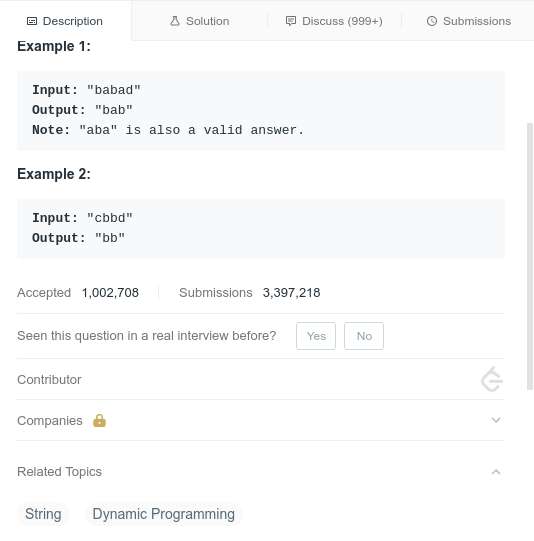 Description Solution Discuss (999+) Submissions
Example 1:
Input: "babad"
Output: "bab"
Note: "aba" is also a valid answer.
Example 2:
Input: "cbbd"
Output: "bb"
Accepted 1,002,708 Submissions 3,397,218
Seen this question in a real interview before? Yes No
Contributor
Companies
Related Topics
String Dynamic Programming